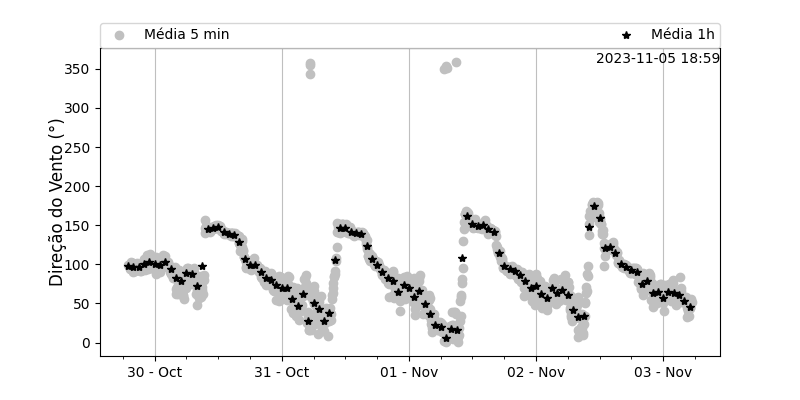 Média 5 min
Média 1h
2023-11-05 18:59
Direção do Vento (°)
350
300
250
200
150
100
50
0
30 - Oct
31 - Oct
01 - Nov
02 - Nov
03 - Nov